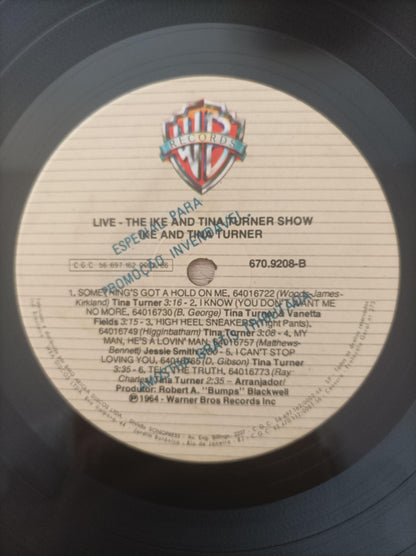 WB
RECORDS
LIVE - THE IKE AND TINA TURNER SHOW
IKE AND TINA TURNER
ESPECIAL PARA
PROMOÇÃO INVENDÁVEL
670.9208-B
1. SOMETHING'S GOT A HOLD ON ME, 64016722 (Woods-James-
Kirkland) Tina Turner 3:16 - 2, I KNOW (YOU DON'T WANT ME
NO MORE, 64016730 (B. George) Tina Turner & Vanetta
Fields 3:15 - 3, HIGH HEEL SNEAKERS (Tight Pants),
64016749 (Higginbatham) Tina Turner 3:08 - 4, MY
MAN, HE'S A LOVIN' MAN, 64016757 (Matthews-
Bennett) Jessie Smith - 5, I CAN'T STOP
LOVING YOU, Gibson) Tina Turner
3:35 - 6, TELL THE TRUTH, 64016773 (Ray
Charles) Tina Turner 2:35 - Arranjador/
Produtor: Robert A. "Bumps" Blackwell
℗ 1964 - Warner Bros Records Inc